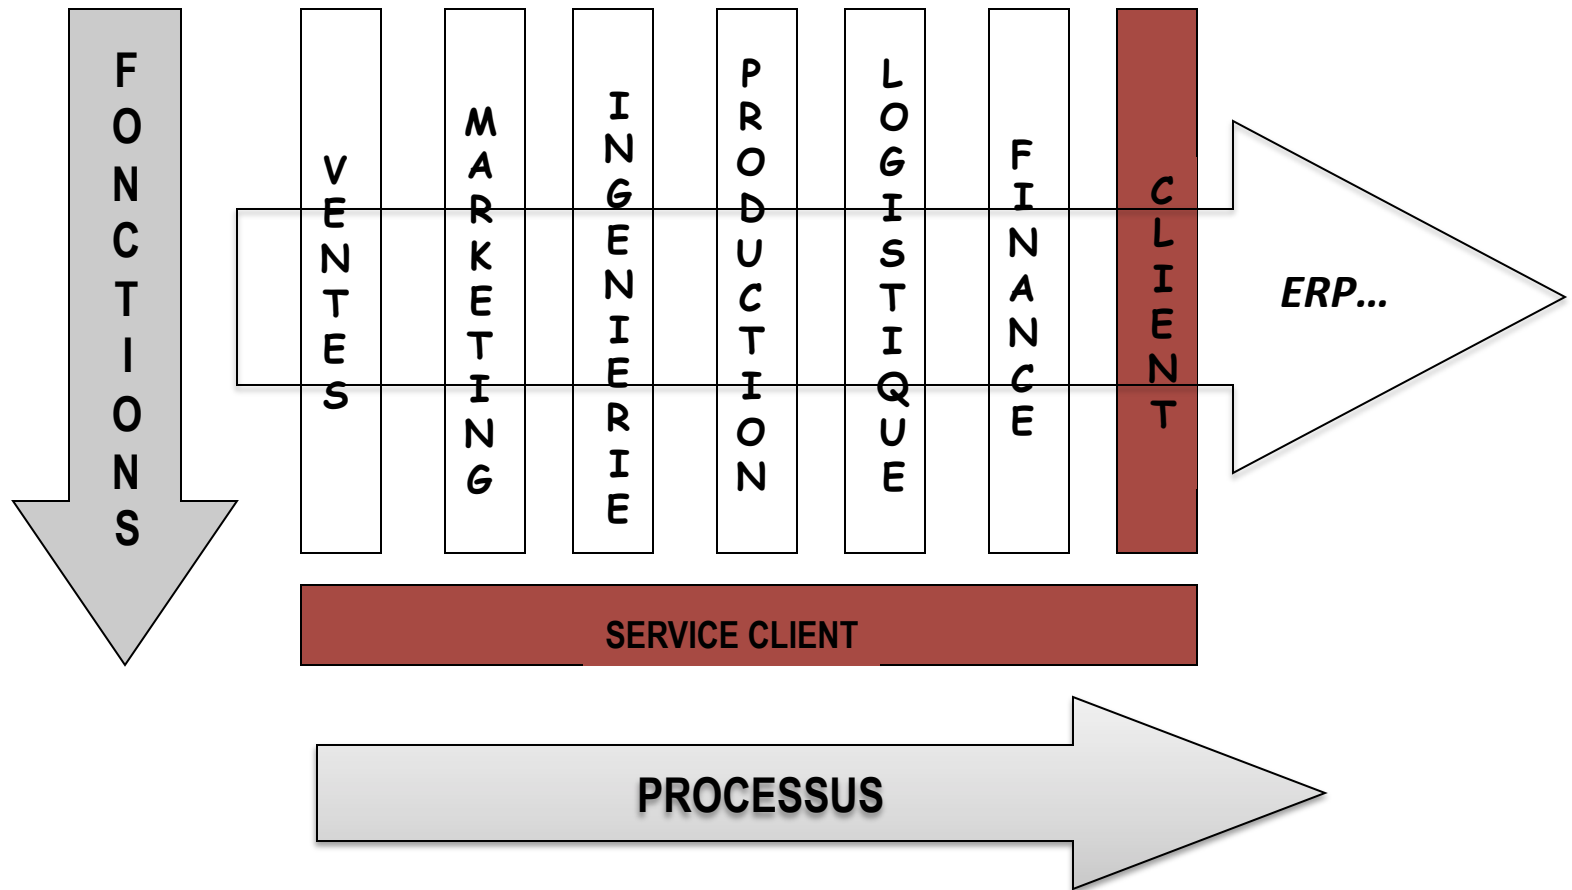 FONCTIONS
VENTES
MARKETING
INGENIERIE
PRODUCTION
LOGISTIQUE
FINANCE
CLIENT
ERP...
SERVICE CLIENT
PROCESSUS